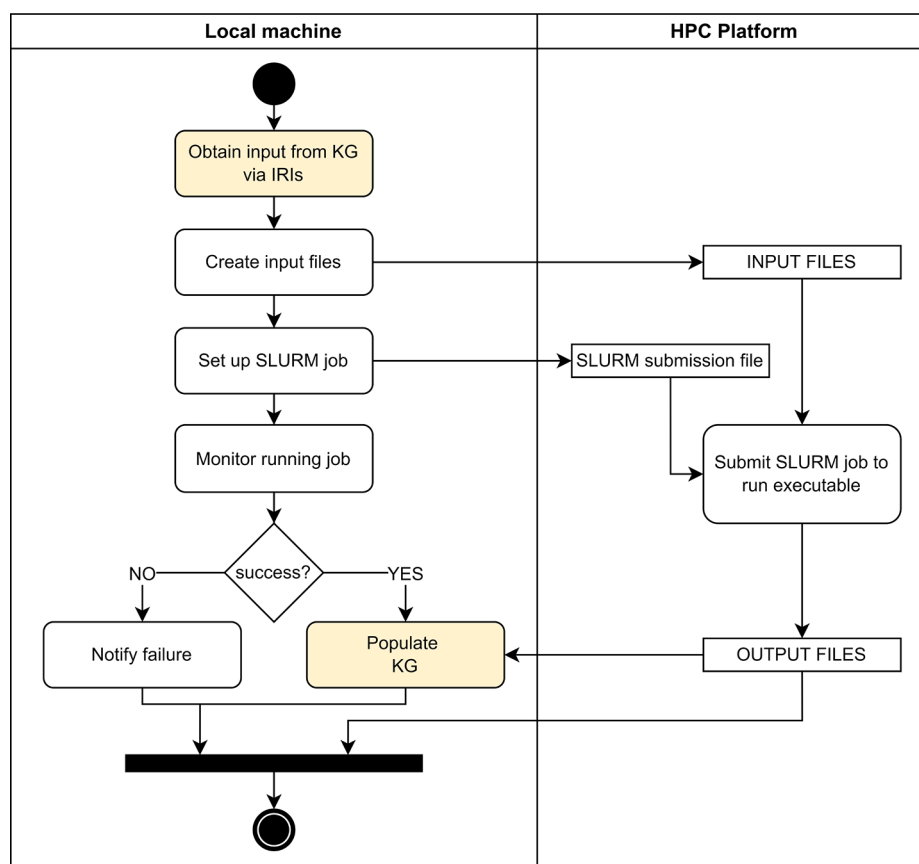 Local machine
HPC Platform
Obtain input from KG
via IRIs
Create input files
INPUT FILES
Set up SLURM job
SLURM submission file
Monitor running job
Submit SLURM job to
run executable
success?
NO
YES
Notify failure
Populate
KG
OUTPUT FILES